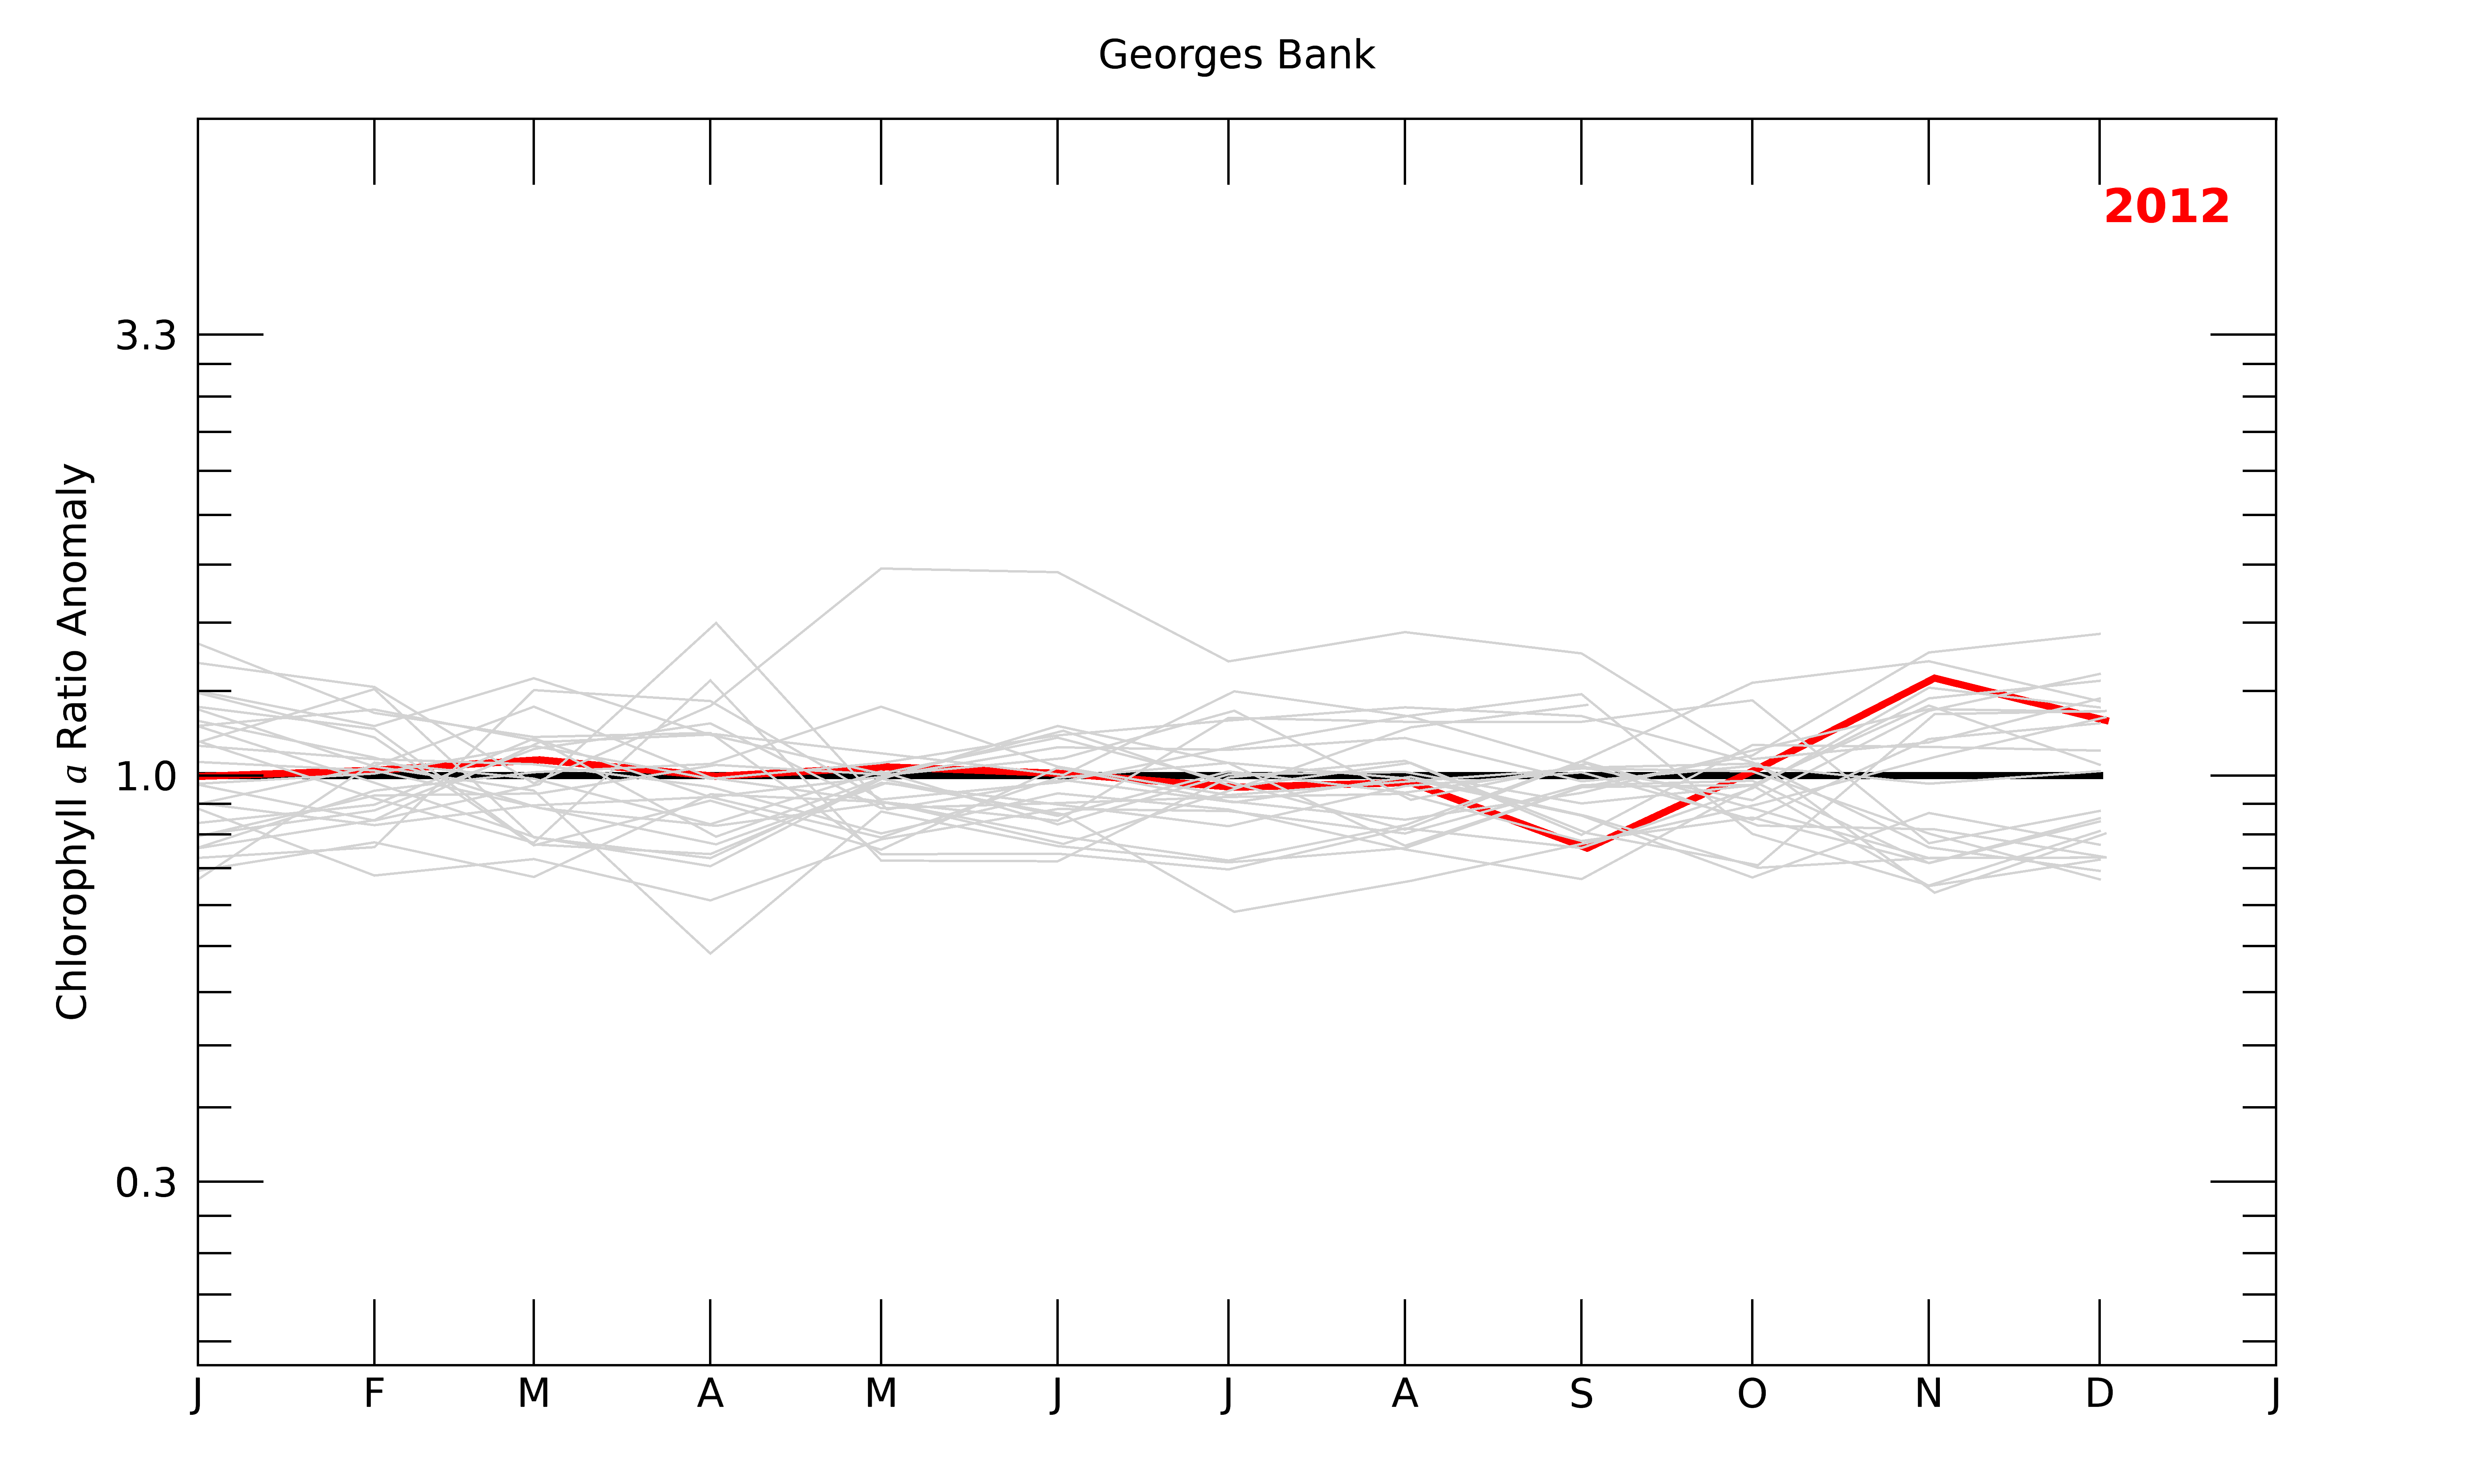 Georges Bank
2012
3.3
1.0
0.3
Chlorophyll a Ratio Anomaly
J F M A M J J A S O N D J